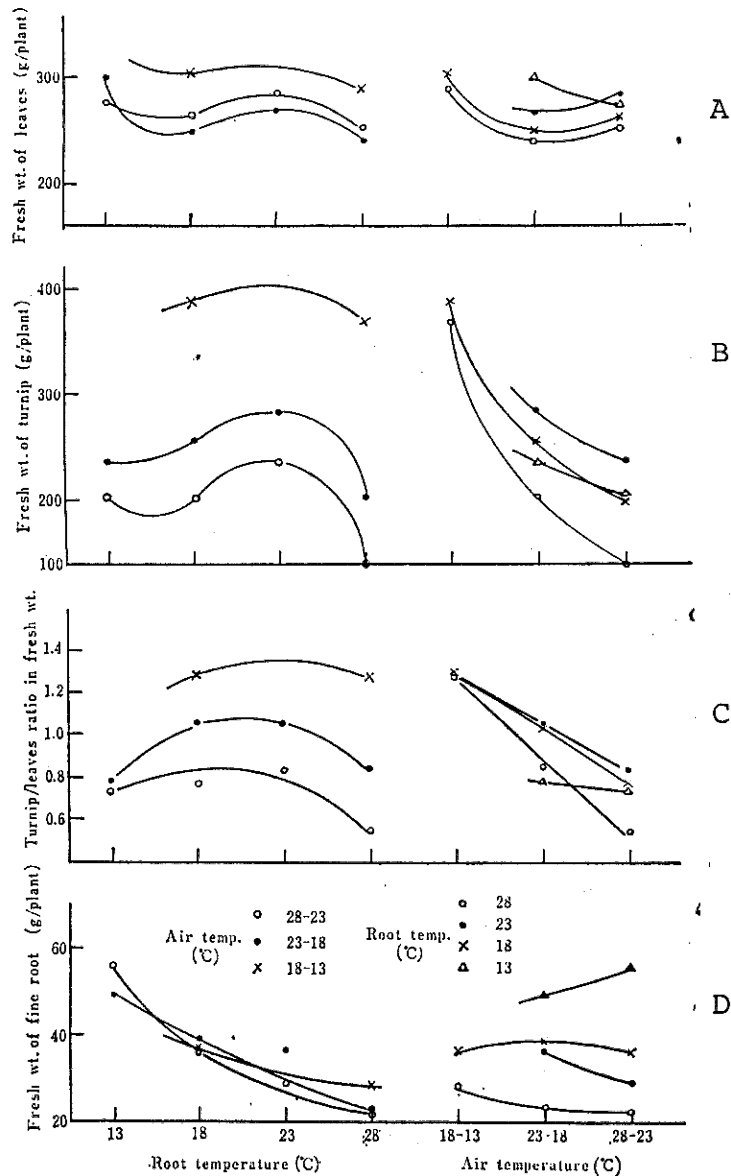 Fresh wt. of leaves (g/plant)
300
200
A
Fresh wt. of turnip (g/plant)
400
300
200
100
B
Turnip/leaves ratio in fresh wt.
1.4
1.2
1.0
0.8
0.6
C
Fresh wt. of fine root (g/plant)
60
40
20
Air temp.
(℃)
28-23
23-18
18-13
Root temp.
(℃)
28
23
18
13
D
13 18 23 28 18-13 23-18 28-23
Root temperature (℃) Air temperature (℃)